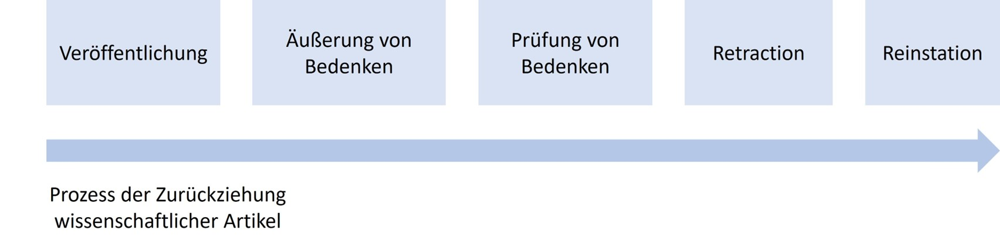 Veröffentlichung
Äußerung von
Bedenken
Prüfung von
Bedenken
Retraction
Reinstation
Prozess der Zurückziehung
wissenschaftlicher Artikel